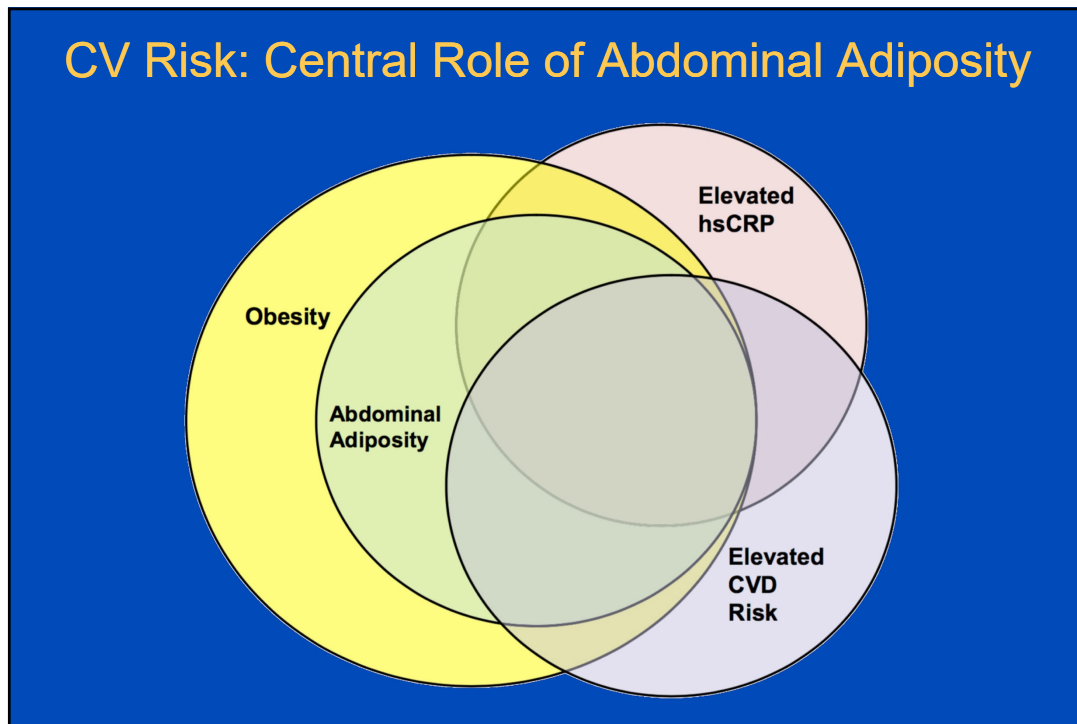 CV Risk: Central Role of Abdominal Adiposity
Elevated
hsCRP
Obesity
Abdominal
Adiposity
Elevated
CVD
Risk